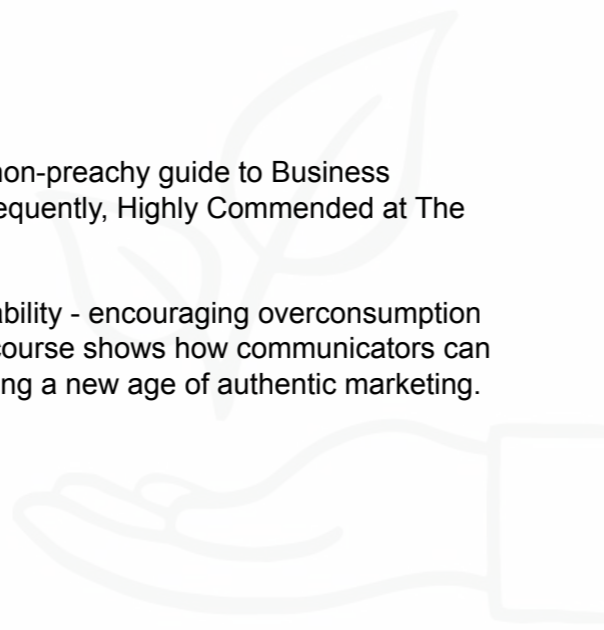 non-preachy guide to Business
equently, Highly Commended at The
ability - encouraging overconsumption
course shows how communicators can
ng a new age of authentic marketing.